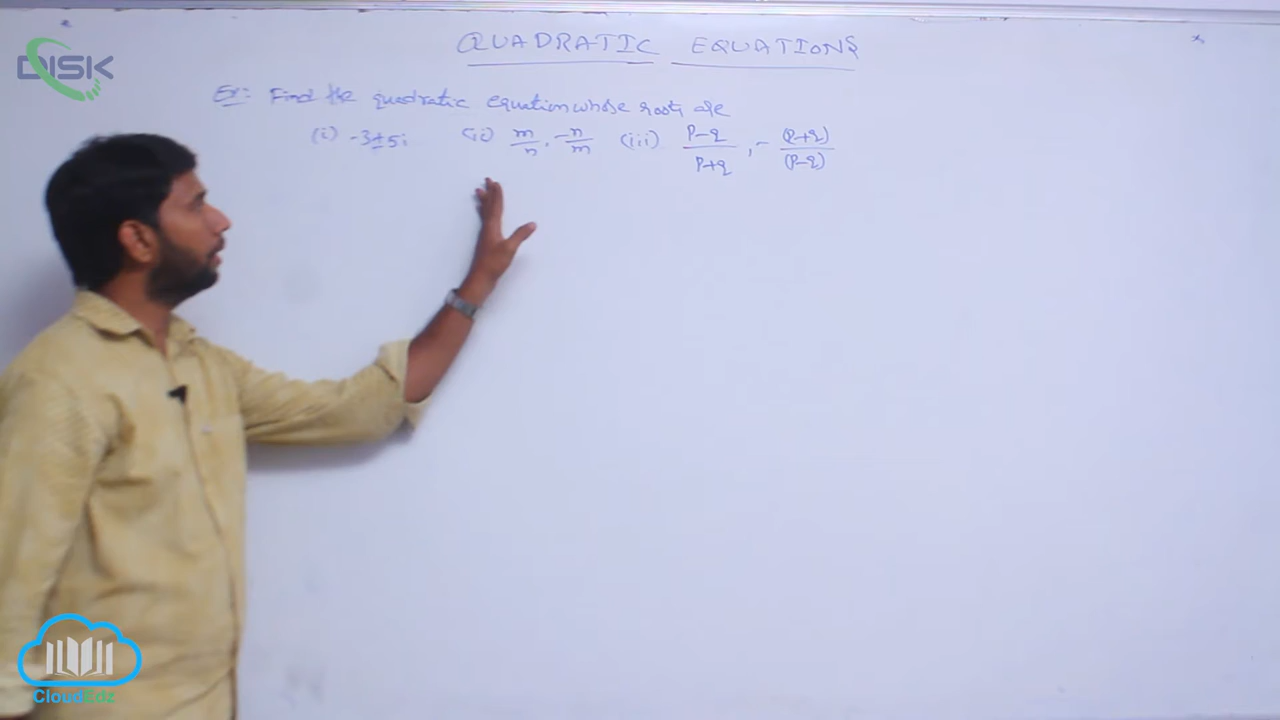 DISK
QUADRATIC EQUATIONS
Ex: Find the quadratic equation whose roots are
(i) -3±5i (ii) m/n, -n/m (iii) p-q/p+q, - (p+q)/(p-q)
CloudEdz